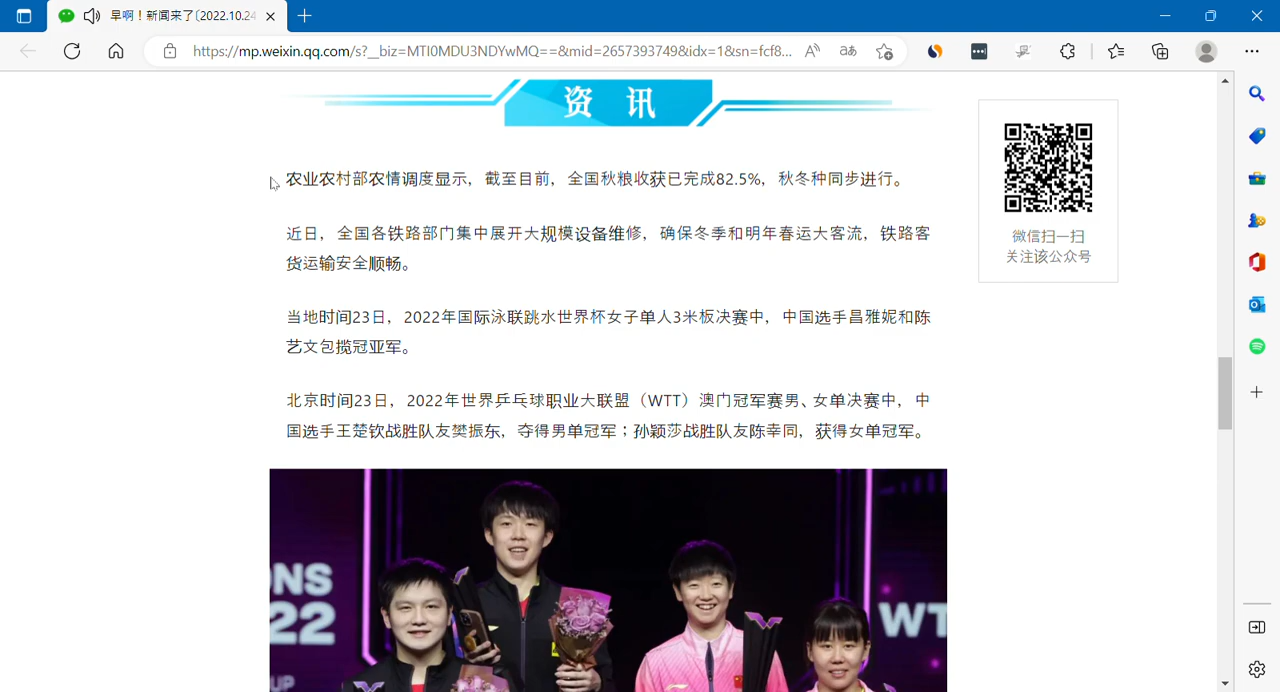 早啊！新闻来了〔2022.10.24
https://mp.weixin.qq.com/s?__biz=MTI0MDU3NDYwMQ==&mid=2657393749&idx=1&sn=fcf8...
资 讯
农业农村部农情调度显示，截至目前，全国秋粮收获已完成82.5%，秋冬种同步进行。
近日，全国各铁路部门集中展开大规模设备维修，确保冬季和明年春运大客流，铁路客
货运输安全顺畅。
当地时间23日，2022年国际泳联跳水世界杯女子单人3米板决赛中，中国选手昌雅妮和陈
艺文包揽冠亚军。
北京时间23日，2022年世界乒乓球职业大联盟（WTT）澳门冠军赛男、女单决赛中，中
国选手王楚钦战胜队友樊振东，夺得男单冠军；孙颖莎战胜队友陈幸同，获得女单冠军。
微信扫一扫
关注该公众号
ONS
22
WT
UP